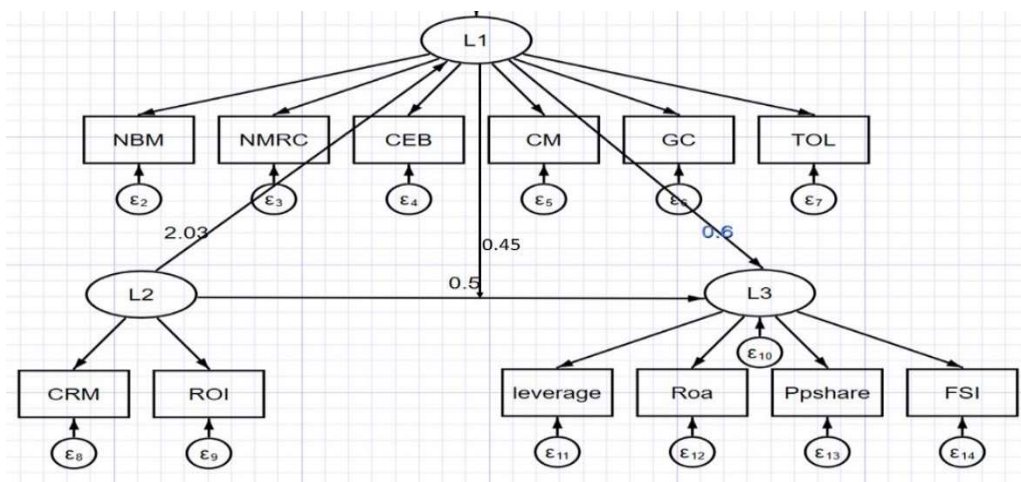 L1
NBM NMRC CEB CM GC TOL
ε2 ε3 ε4 ε5 ε6 ε7
2.03 0.6
0.45
0.5
L2 L3
ε10
CRM ROI leverage Roa Ppshare FSI
ε8 ε9 ε11 ε12 ε13 ε14